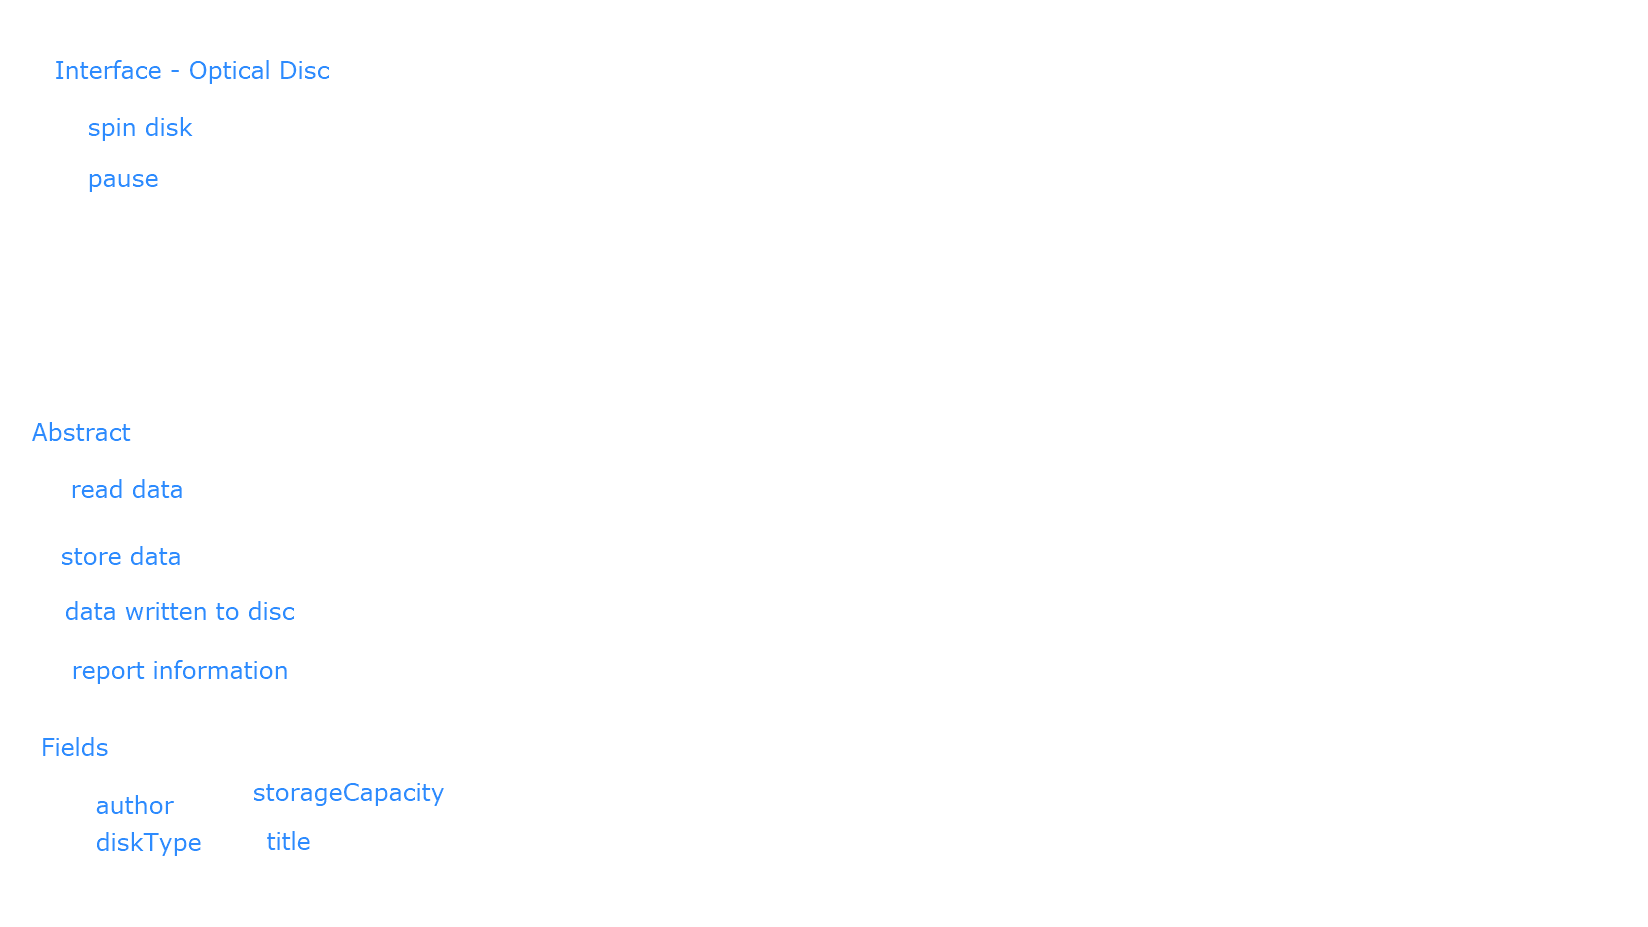 Interface - Optical Disc
spin disk
pause
Abstract
read data
store data
data written to disc
report information
Fields
author
storageCapacity
diskType
title